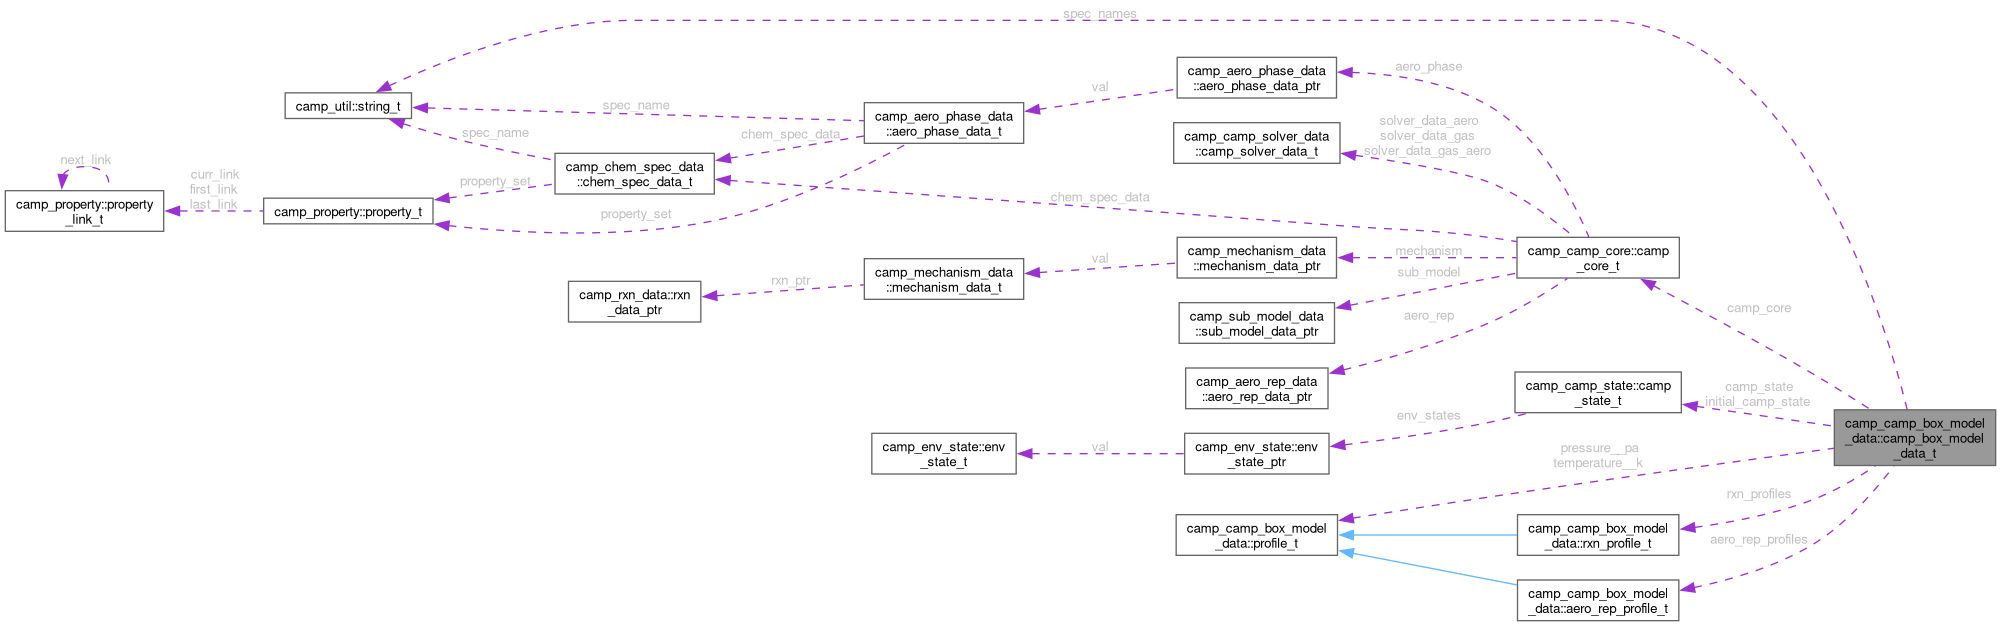 spec_names
camp_util::string_t
spec_name
spec_name
next_link
camp_property::property
_link_t
curr_link
first_link
last_link
camp_property::property_t
property_set
property_set
camp_chem_spec_data
::chem_spec_data_t
chem_spec_data
camp_aero_phase_data
::aero_phase_data_t
val
camp_aero_phase_data
::aero_phase_data_ptr
aero_phase
camp_camp_solver_data
::camp_solver_data_t
solver_data_aero
solver_data_gas
solver_data_gas_aero
chem_spec_data
camp_rxn_data::rxn
_data_ptr
rxn_ptr
camp_mechanism_data
::mechanism_data_t
val
camp_mechanism_data
::mechanism_data_ptr
mechanism
camp_camp_core::camp
_core_t
sub_model
camp_sub_model_data
::sub_model_data_ptr
aero_rep
camp_aero_rep_data
::aero_rep_data_ptr
camp_core
camp_camp_state::camp
_state_t
camp_state
initial_camp_state
env_states
camp_env_state::env
_state_t
val
camp_env_state::env
_state_ptr
camp_camp_box_model
_data::camp_box_model
_data_t
pressure__pa
temperature__k
rxn_profiles
camp_camp_box_model
_data::profile_t
camp_camp_box_model
_data::rxn_profile_t
aero_rep_profiles
camp_camp_box_model
_data::aero_rep_profile_t